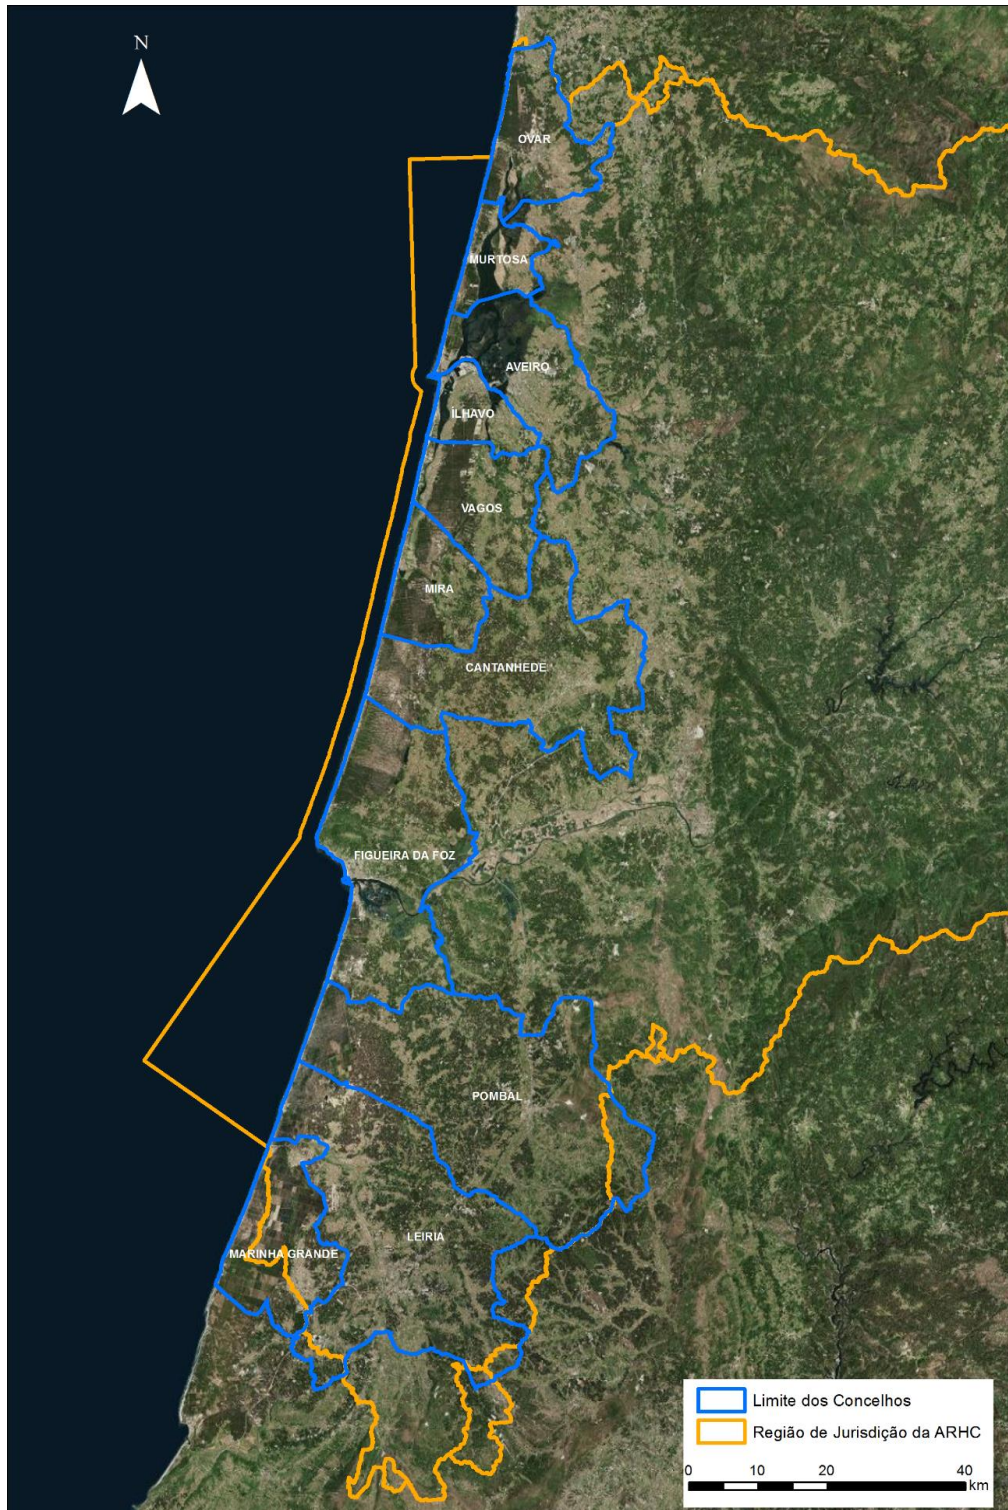 N
OVAR
MURTOSA
AVEIRO
ÍLHAVO
VAGOS
MIRA
CANTANHEDE
FIGUEIRA DA FOZ
POMBAL
LEIRIA
MARINHA GRANDE
Limite dos Concelhos
Região de Jurisdição da ARHC
0 10 20 40
km